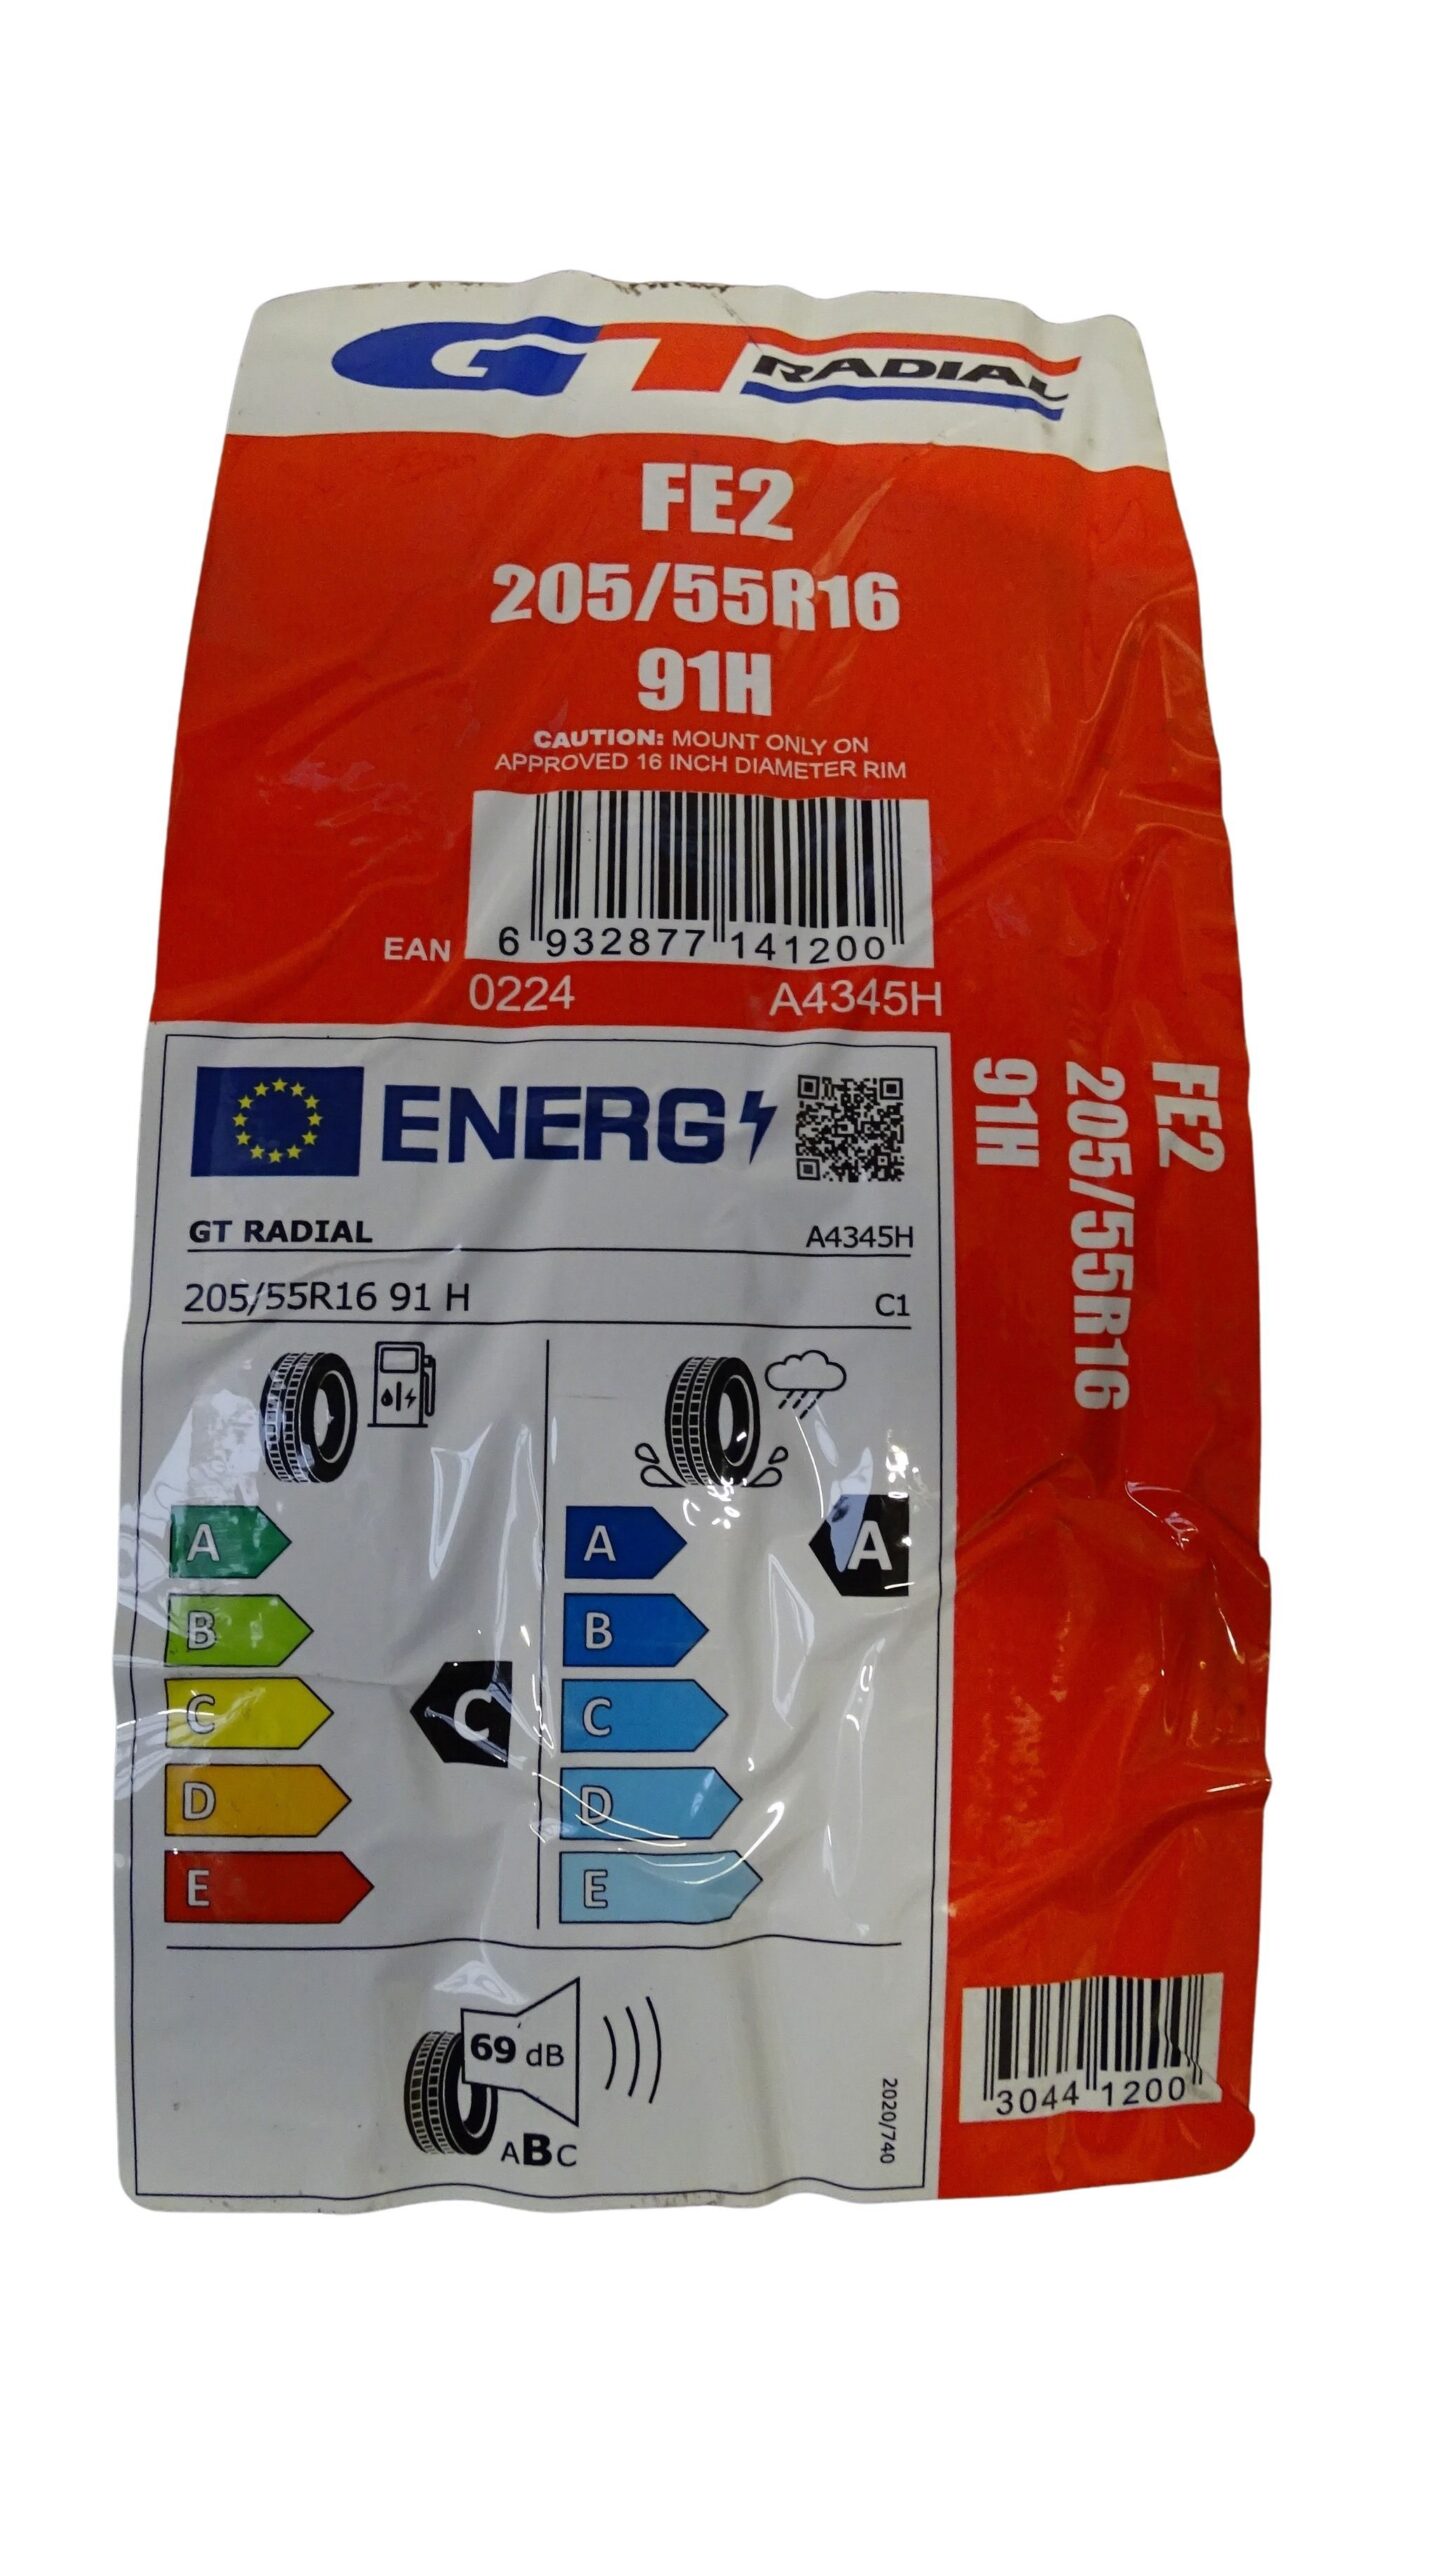 GT RADIAL
FE2
205/55R16
91H
CAUTION: MOUNT ONLY ON
APPROVED 16 INCH DIAMETER RIM
EAN 6 932877 141200
0224 A4345H
ENERG
GT RADIAL A4345H
205/55R16 91 H C1
A
B
C
D
E
C
A
B
C
D
E
A
69 dB
ABC
2020/740
FE2
205/55R16
91H
3044 1200